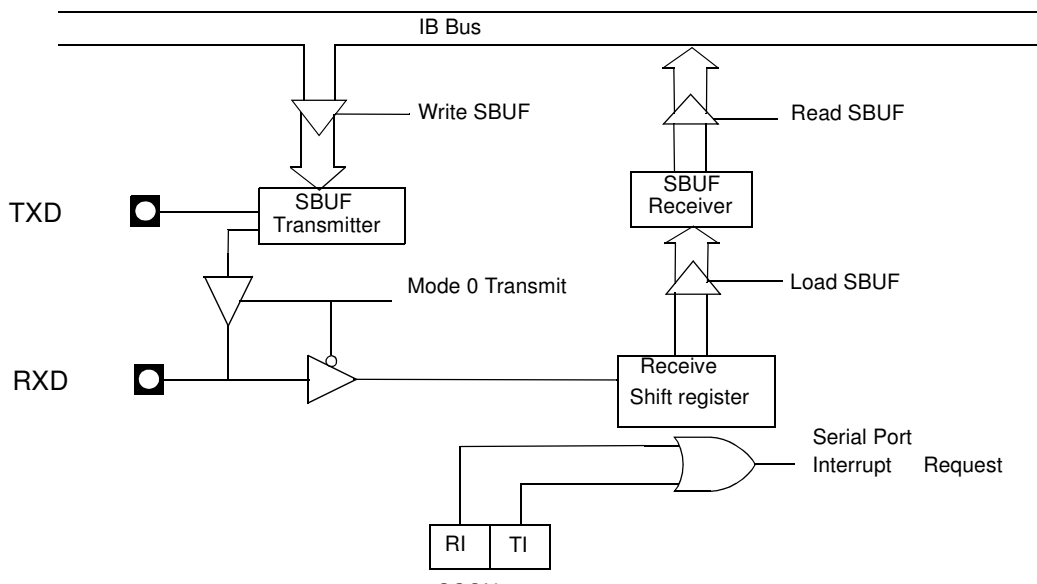 IB Bus
Write SBUF
Read SBUF
SBUF
Transmitter
SBUF
Receiver
TXD
Mode 0 Transmit
Load SBUF
RXD
Receive
Shift register
Serial Port
Interrupt Request
RI
TI